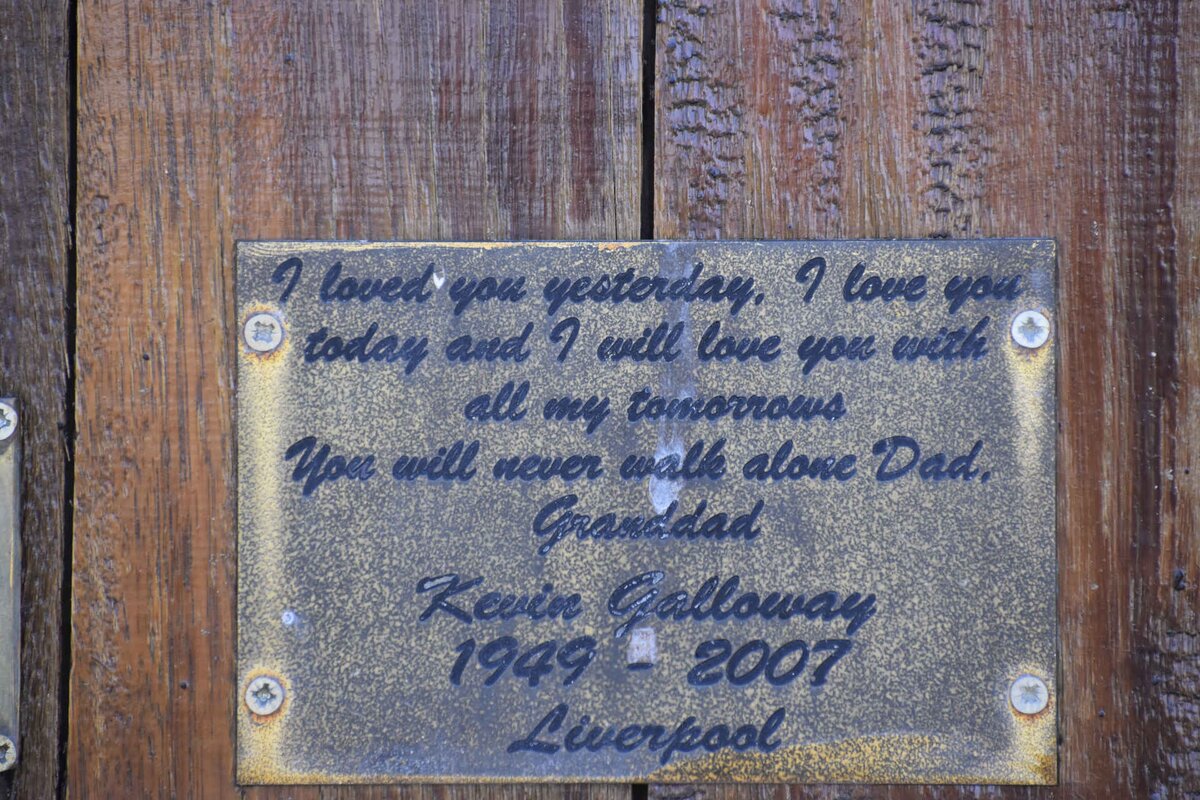 I loved you yesterday, I love you
today and I will love you with
all my tomorrows
You will never walk alone Dad,
Granddad
Kevin Galloway
1949 - 2007
Liverpool